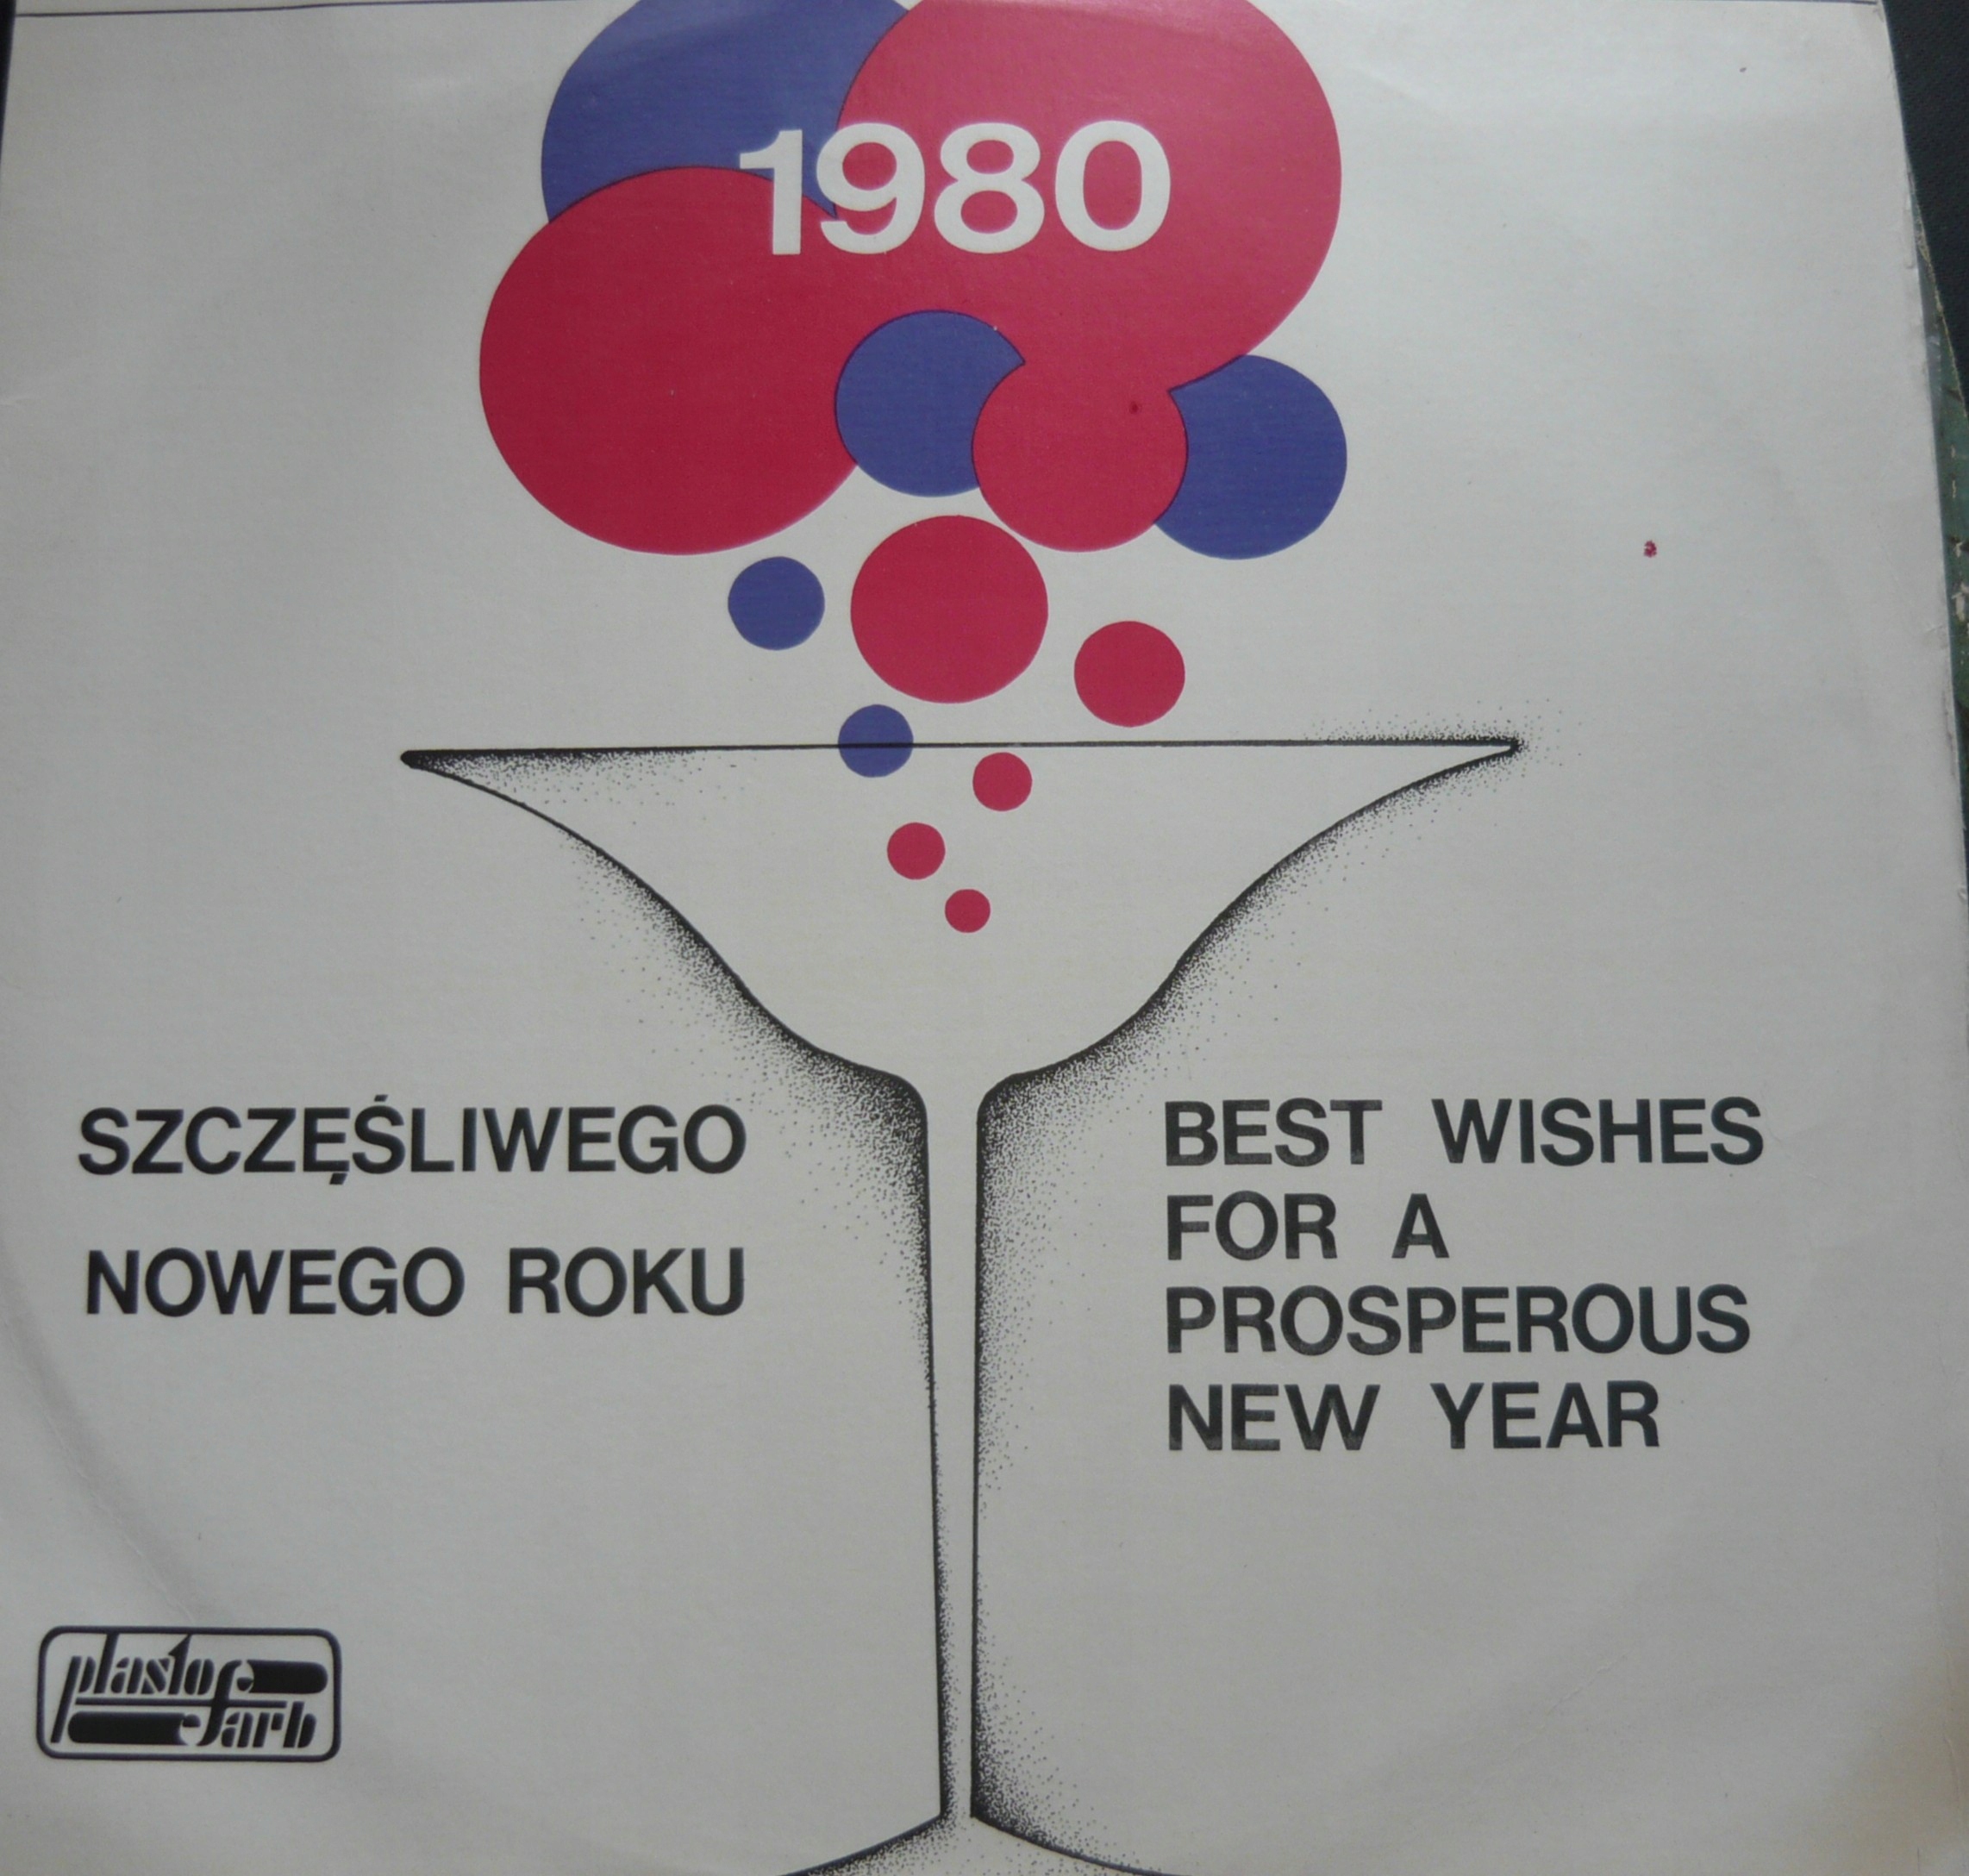 1980
SZCZĘŚLIWEGO
NOWEGO ROKU
BEST WISHES
FOR A
PROSPEROUS
NEW YEAR
plastofarb